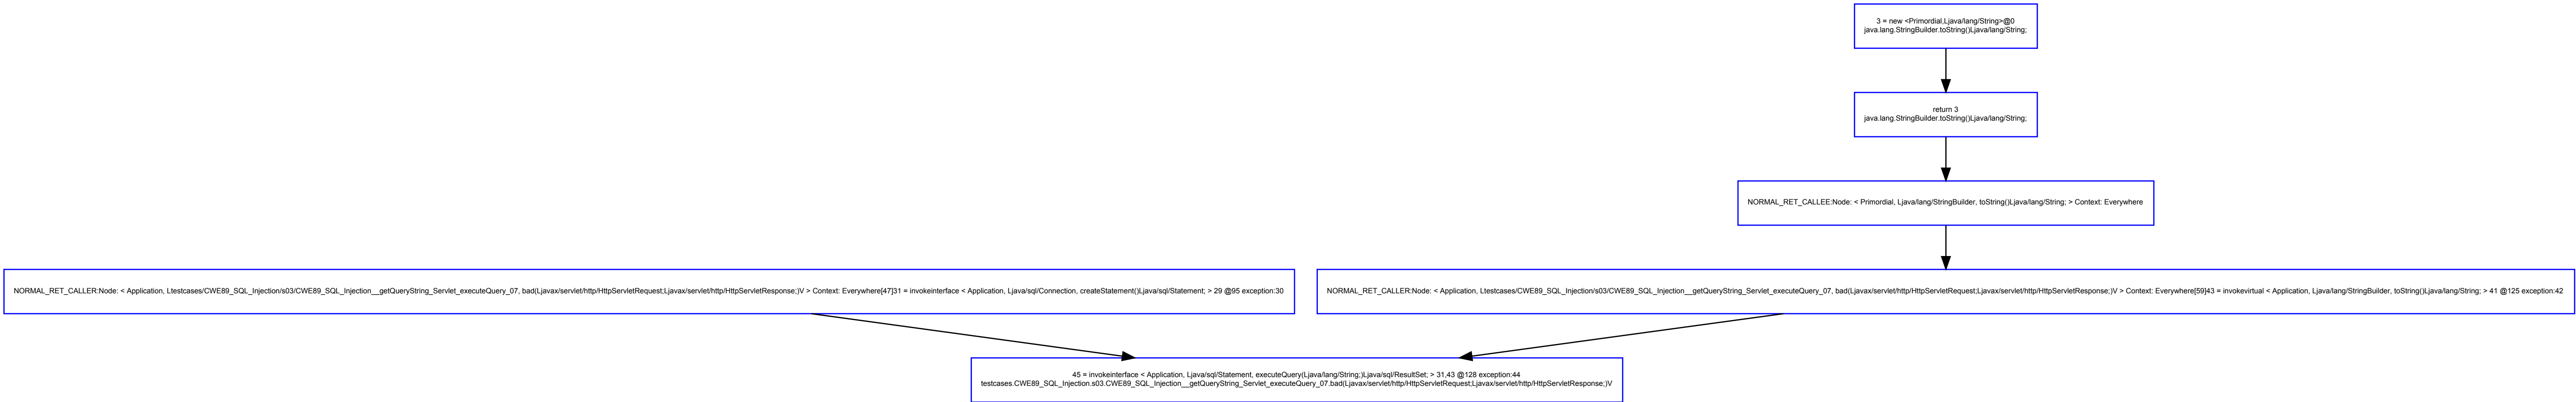 3 = new <Primordial,Ljava/lang/String>@0
java.lang.StringBuilder.toString()Ljava/lang/String;
return 3
java.lang.StringBuilder.toString()Ljava/lang/String;
NORMAL_RET_CALLEE:Node: < Primordial, Ljava/lang/StringBuilder, toString()Ljava/lang/String; > Context: Everywhere
NORMAL_RET_CALLER:Node: < Application, Ltestcases/CWE89_SQL_Injection/s03/CWE89_SQL_Injection__getQueryString_Servlet_executeQuery_07, bad(Ljavax/servlet/http/HttpServletRequest;Ljavax/servlet/http/HttpServletResponse;)V > Context: Everywhere[47]31 = invokeinterface < Application, Ljava/sql/Connection, createStatement()Ljava/sql/Statement; > 29 @95 exception:30
NORMAL_RET_CALLER:Node: < Application, Ltestcases/CWE89_SQL_Injection/s03/CWE89_SQL_Injection__getQueryString_Servlet_executeQuery_07, bad(Ljavax/servlet/http/HttpServletRequest;Ljavax/servlet/http/HttpServletResponse;)V > Context: Everywhere[59]43 = invokevirtual < Application, Ljava/lang/StringBuilder, toString()Ljava/lang/String; > 41 @125 exception:42
45 = invokeinterface < Application, Ljava/sql/Statement, executeQuery(Ljava/lang/String;)Ljava/sql/ResultSet; > 31,43 @128 exception:44
testcases.CWE89_SQL_Injection.s03.CWE89_SQL_Injection__getQueryString_Servlet_executeQuery_07.bad(Ljavax/servlet/http/HttpServletRequest;Ljavax/servlet/http/HttpServletResponse;)V